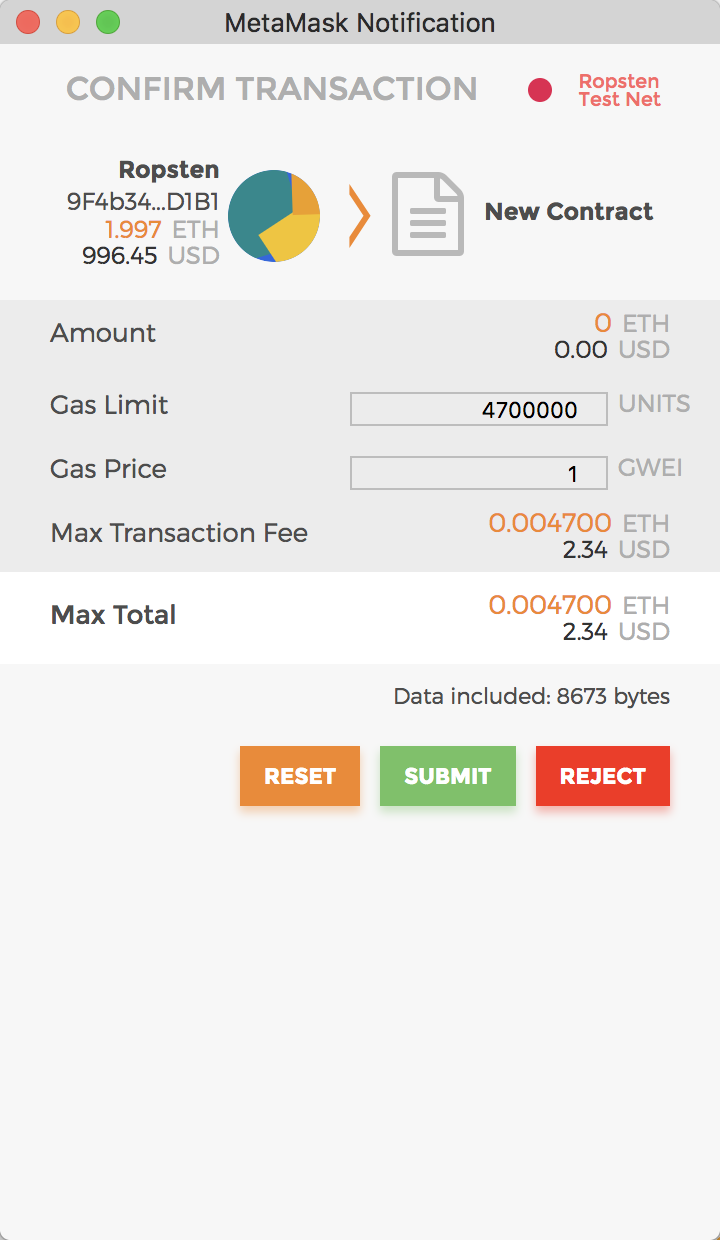 MetaMask Notification
CONFIRM TRANSACTION
Ropsten
Test Net
Ropsten
9F4b34...D1B1
1.997 ETH
996.45 USD
New Contract
Amount
0 ETH
0.00 USD
Gas Limit 4700000 UNITS
Gas Price 1 GWEI
Max Transaction Fee
0.004700 ETH
2.34 USD
Max Total
0.004700 ETH
2.34 USD
Data included: 8673 bytes
RESET SUBMIT REJECT